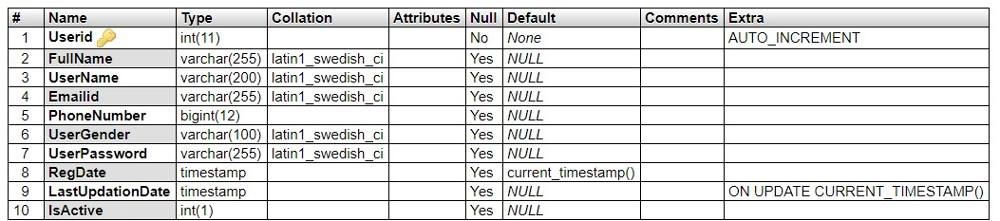 # Name Type Collation Attributes Null Default Comments Extra
1 Userid int(11) No None AUTO_INCREMENT
2 FullName varchar(255) latin1_swedish_ci Yes NULL
3 UserName varchar(200) latin1_swedish_ci Yes NULL
4 Emailid varchar(255) latin1_swedish_ci Yes NULL
5 PhoneNumber bigint(12) Yes NULL
6 UserGender varchar(100) latin1_swedish_ci Yes NULL
7 UserPassword varchar(255) latin1_swedish_ci Yes NULL
8 RegDate timestamp Yes current_timestamp()
9 LastUpdationDate timestamp Yes NULL ON UPDATE CURRENT_TIMESTAMP()
10 IsActive int(1) Yes NULL